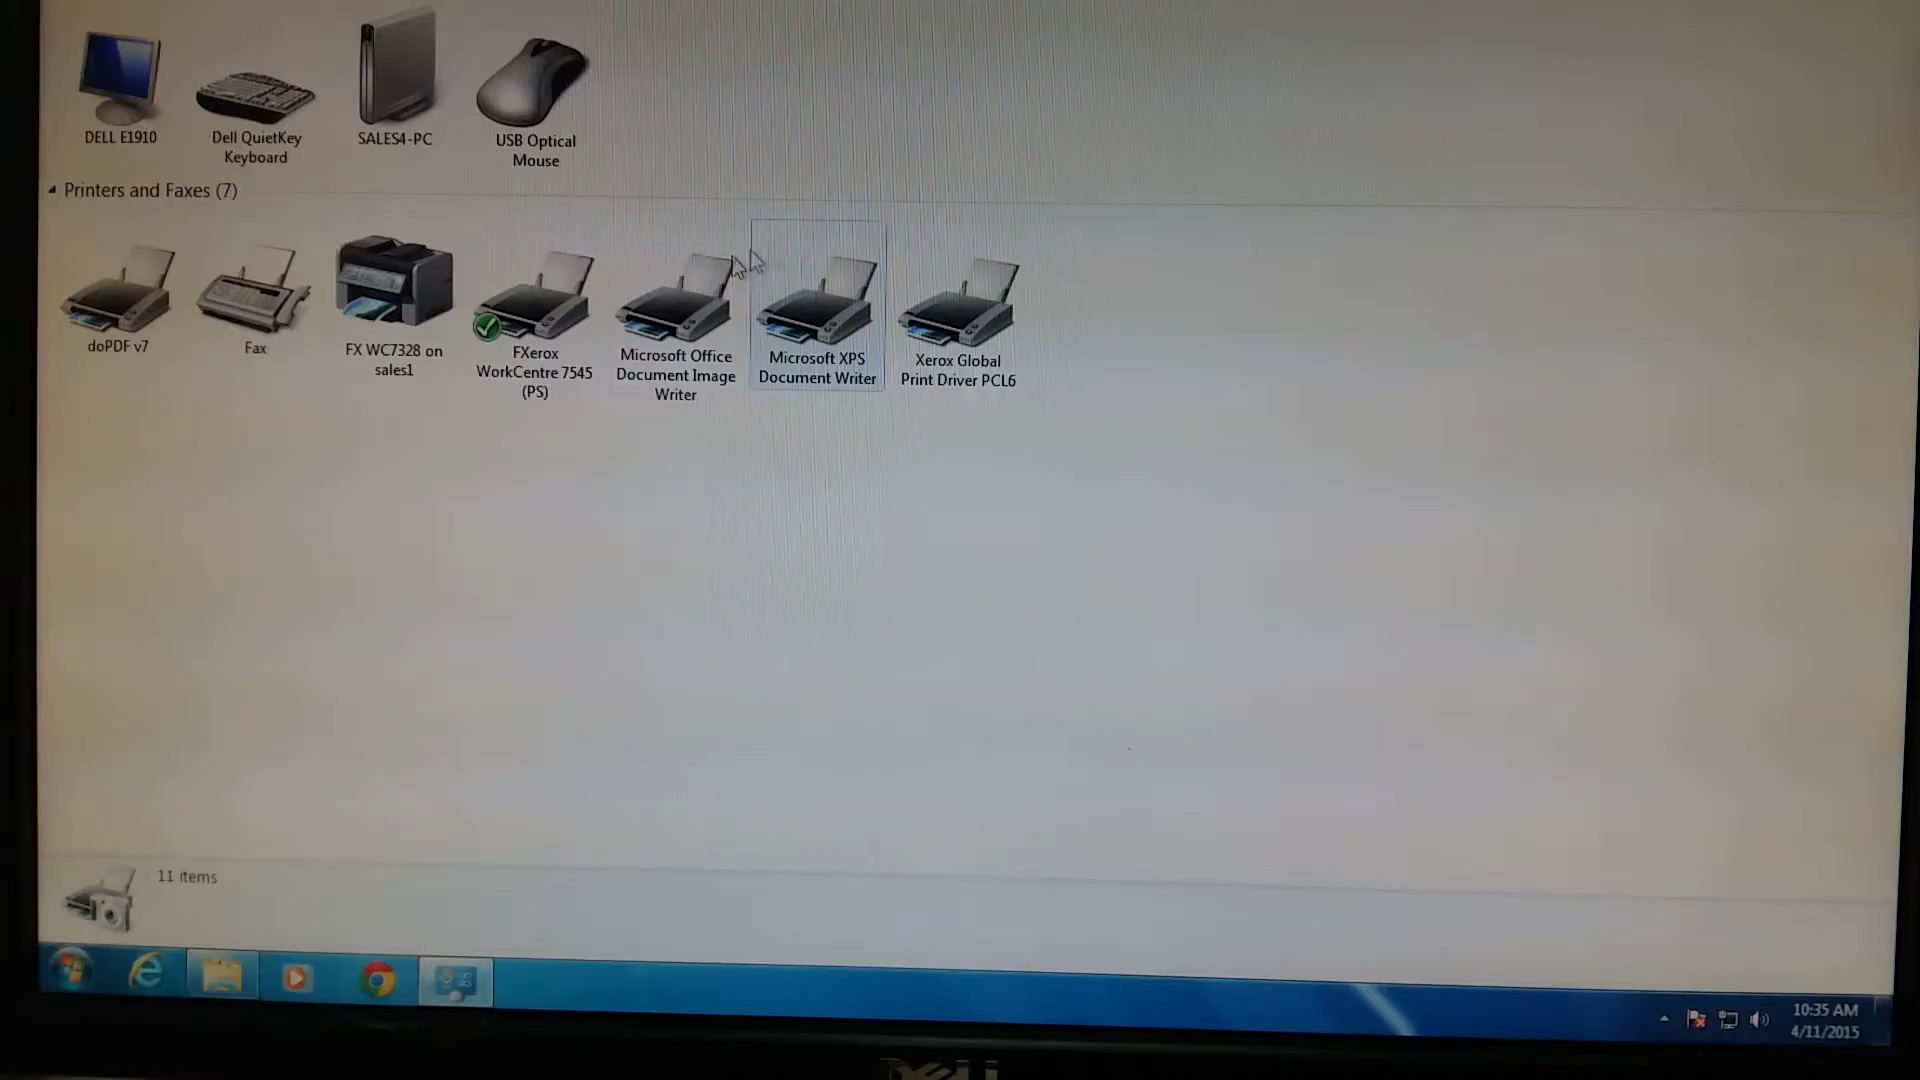 DELL E1910
Dell QuietKey
Keyboard
SALES4-PC
USB Optical
Mouse
Printers and Faxes (7)
doPDF v7
Fax
FX WC7328 on
sales1
FXerox
WorkCentre 7545
(PS)
Microsoft Office
Document Image
Writer
Microsoft XPS
Document Writer
Xerox Global
Print Driver PCL6
11 items
10:35 AM
4/11/2015
DELL